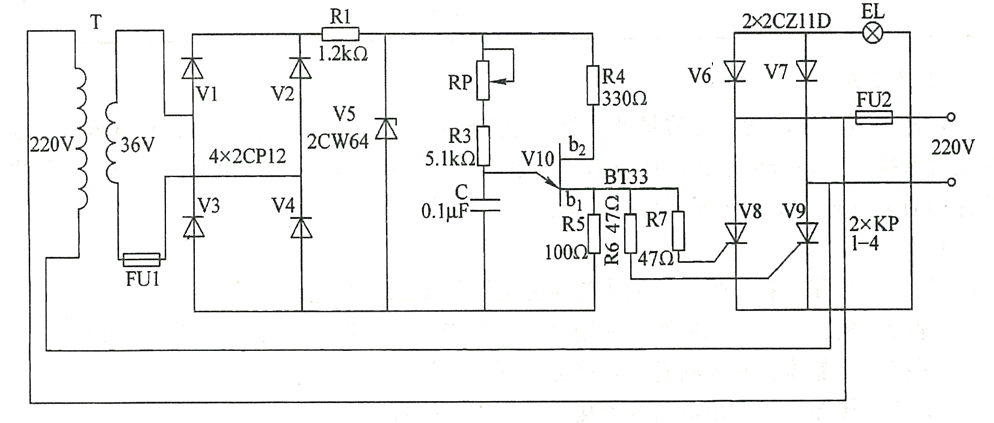 T
220V
36V
FU1
V1
V2
V3
V4
4×2CP12
R1
1.2kΩ
V5
2CW64
RP
R3
5.1kΩ
C
0.1μF
V10
b₂
b₁
BT33
R4
330Ω
R5
100Ω
R6 47Ω
R7
47Ω
2×2CZ11D
EL
V6
V7
FU2
220V
V8
V9
2×KP
1-4